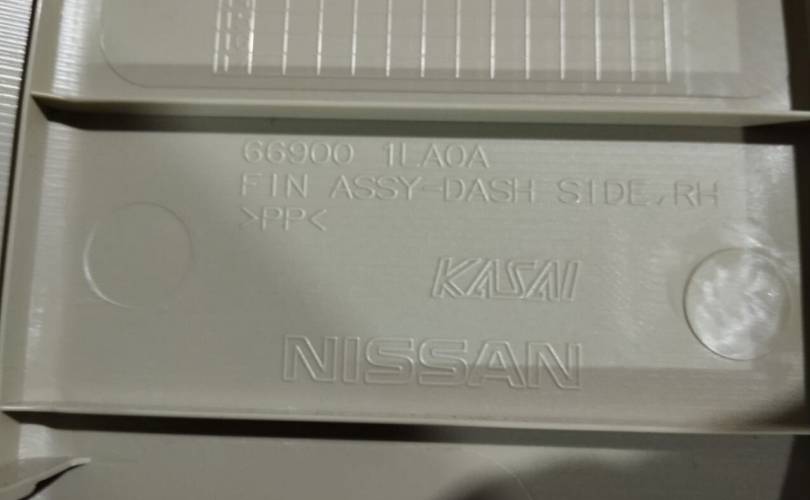 66900 1LA0A
FIN ASSY-DASH SIDE,RH
>PP<
KASAI
NISSAN